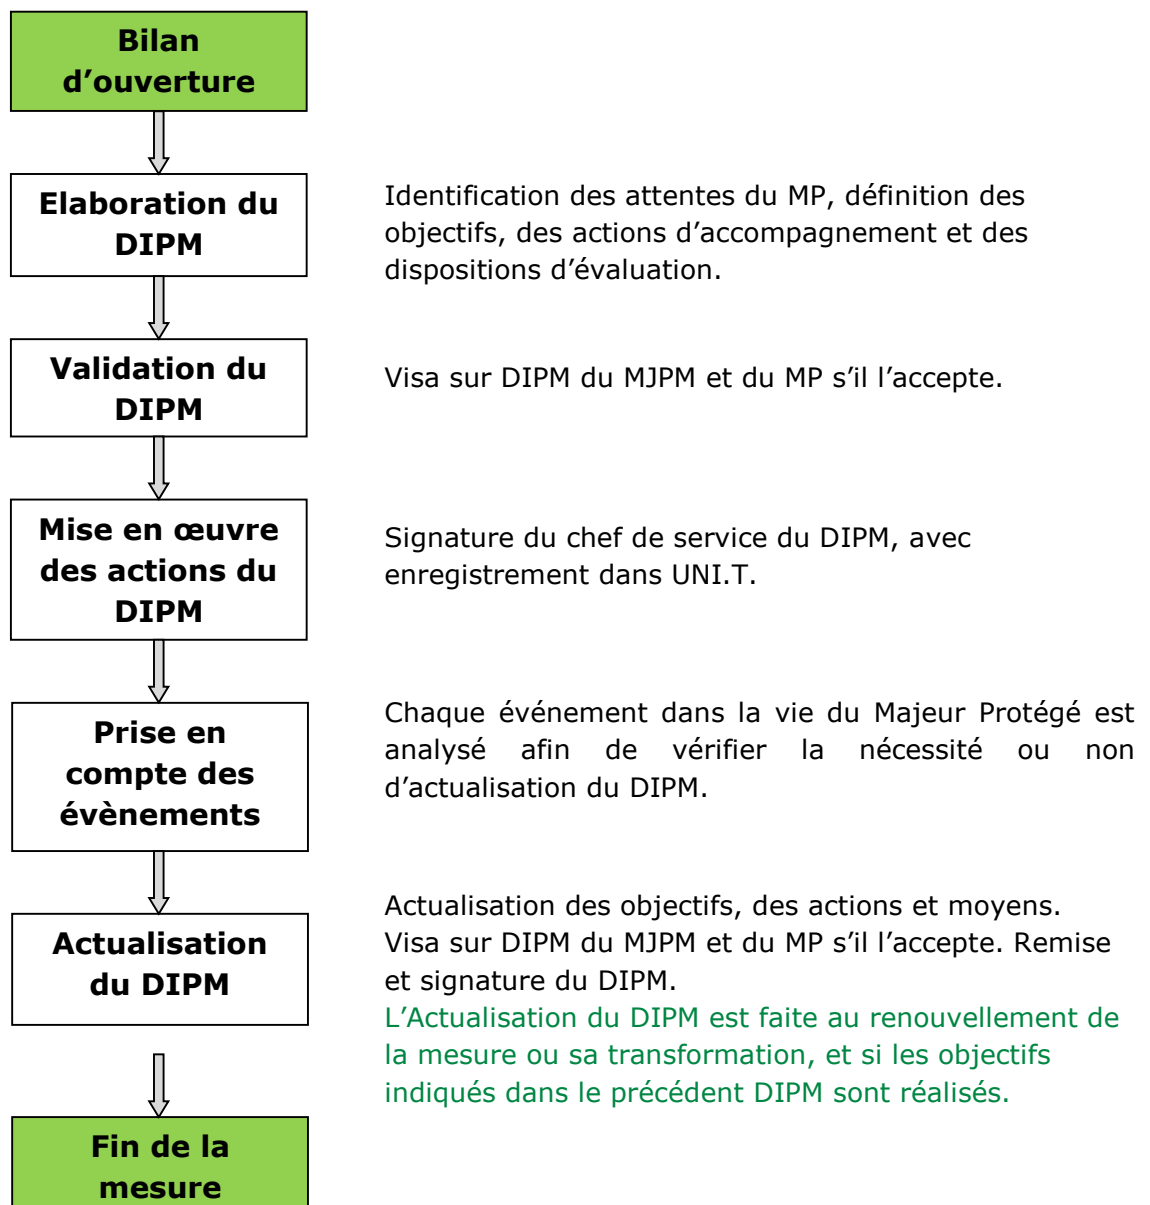 Bilan
d’ouverture
Elaboration du
DIPM
Identification des attentes du MP, définition des
objectifs, des actions d’accompagnement et des
dispositions d’évaluation.
Validation du
DIPM
Visa sur DIPM du MJPM et du MP s’il l’accepte.
Mise en œuvre
des actions du
DIPM
Signature du chef de service du DIPM, avec
enregistrement dans UNI.T.
Prise en
compte des
évènements
Chaque événement dans la vie du Majeur Protégé est
analysé afin de vérifier la nécessité ou non
d’actualisation du DIPM.
Actualisation
du DIPM
Actualisation des objectifs, des actions et moyens.
Visa sur DIPM du MJPM et du MP s’il l’accepte. Remise
et signature du DIPM.
L’Actualisation du DIPM est faite au renouvellement de
la mesure ou sa transformation, et si les objectifs
indiqués dans le précédent DIPM sont réalisés.
Fin de la
mesure